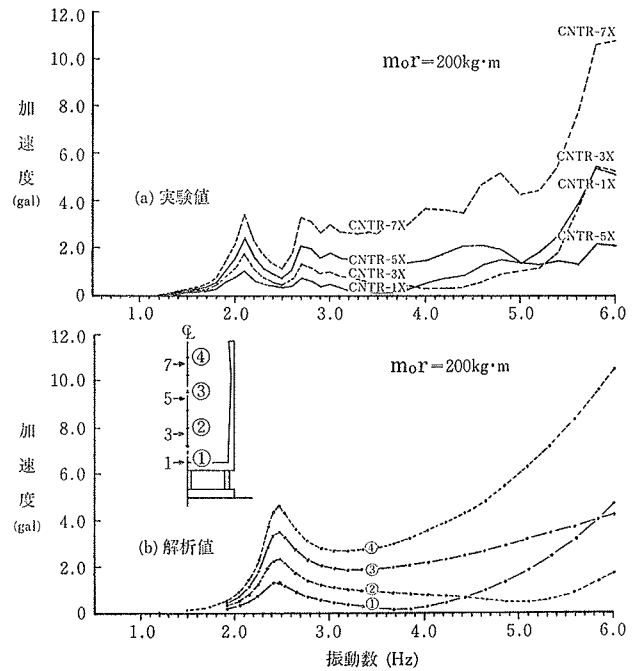 12.0
10.0
8.0
6.0
4.0
2.0
0
加速度
(gal)
m₀r=200kg·m
(a) 実験値
CNTR-7X
CNTR-3X
CNTR-1X
CNTR-5X
CNTR-7X
CNTR-5X
CNTR-3X
CNTR-1X
1.0 2.0 3.0 4.0 5.0 6.0
12.0
10.0
8.0
6.0
4.0
2.0
0
加速度
(gal)
m₀r=200kg·m
℄
7→ ④
5→ ③
3→ ②
1→ ①
(b) 解析値
④
③
②
①
1.0 2.0 3.0 4.0 5.0 6.0
振動数 (Hz)